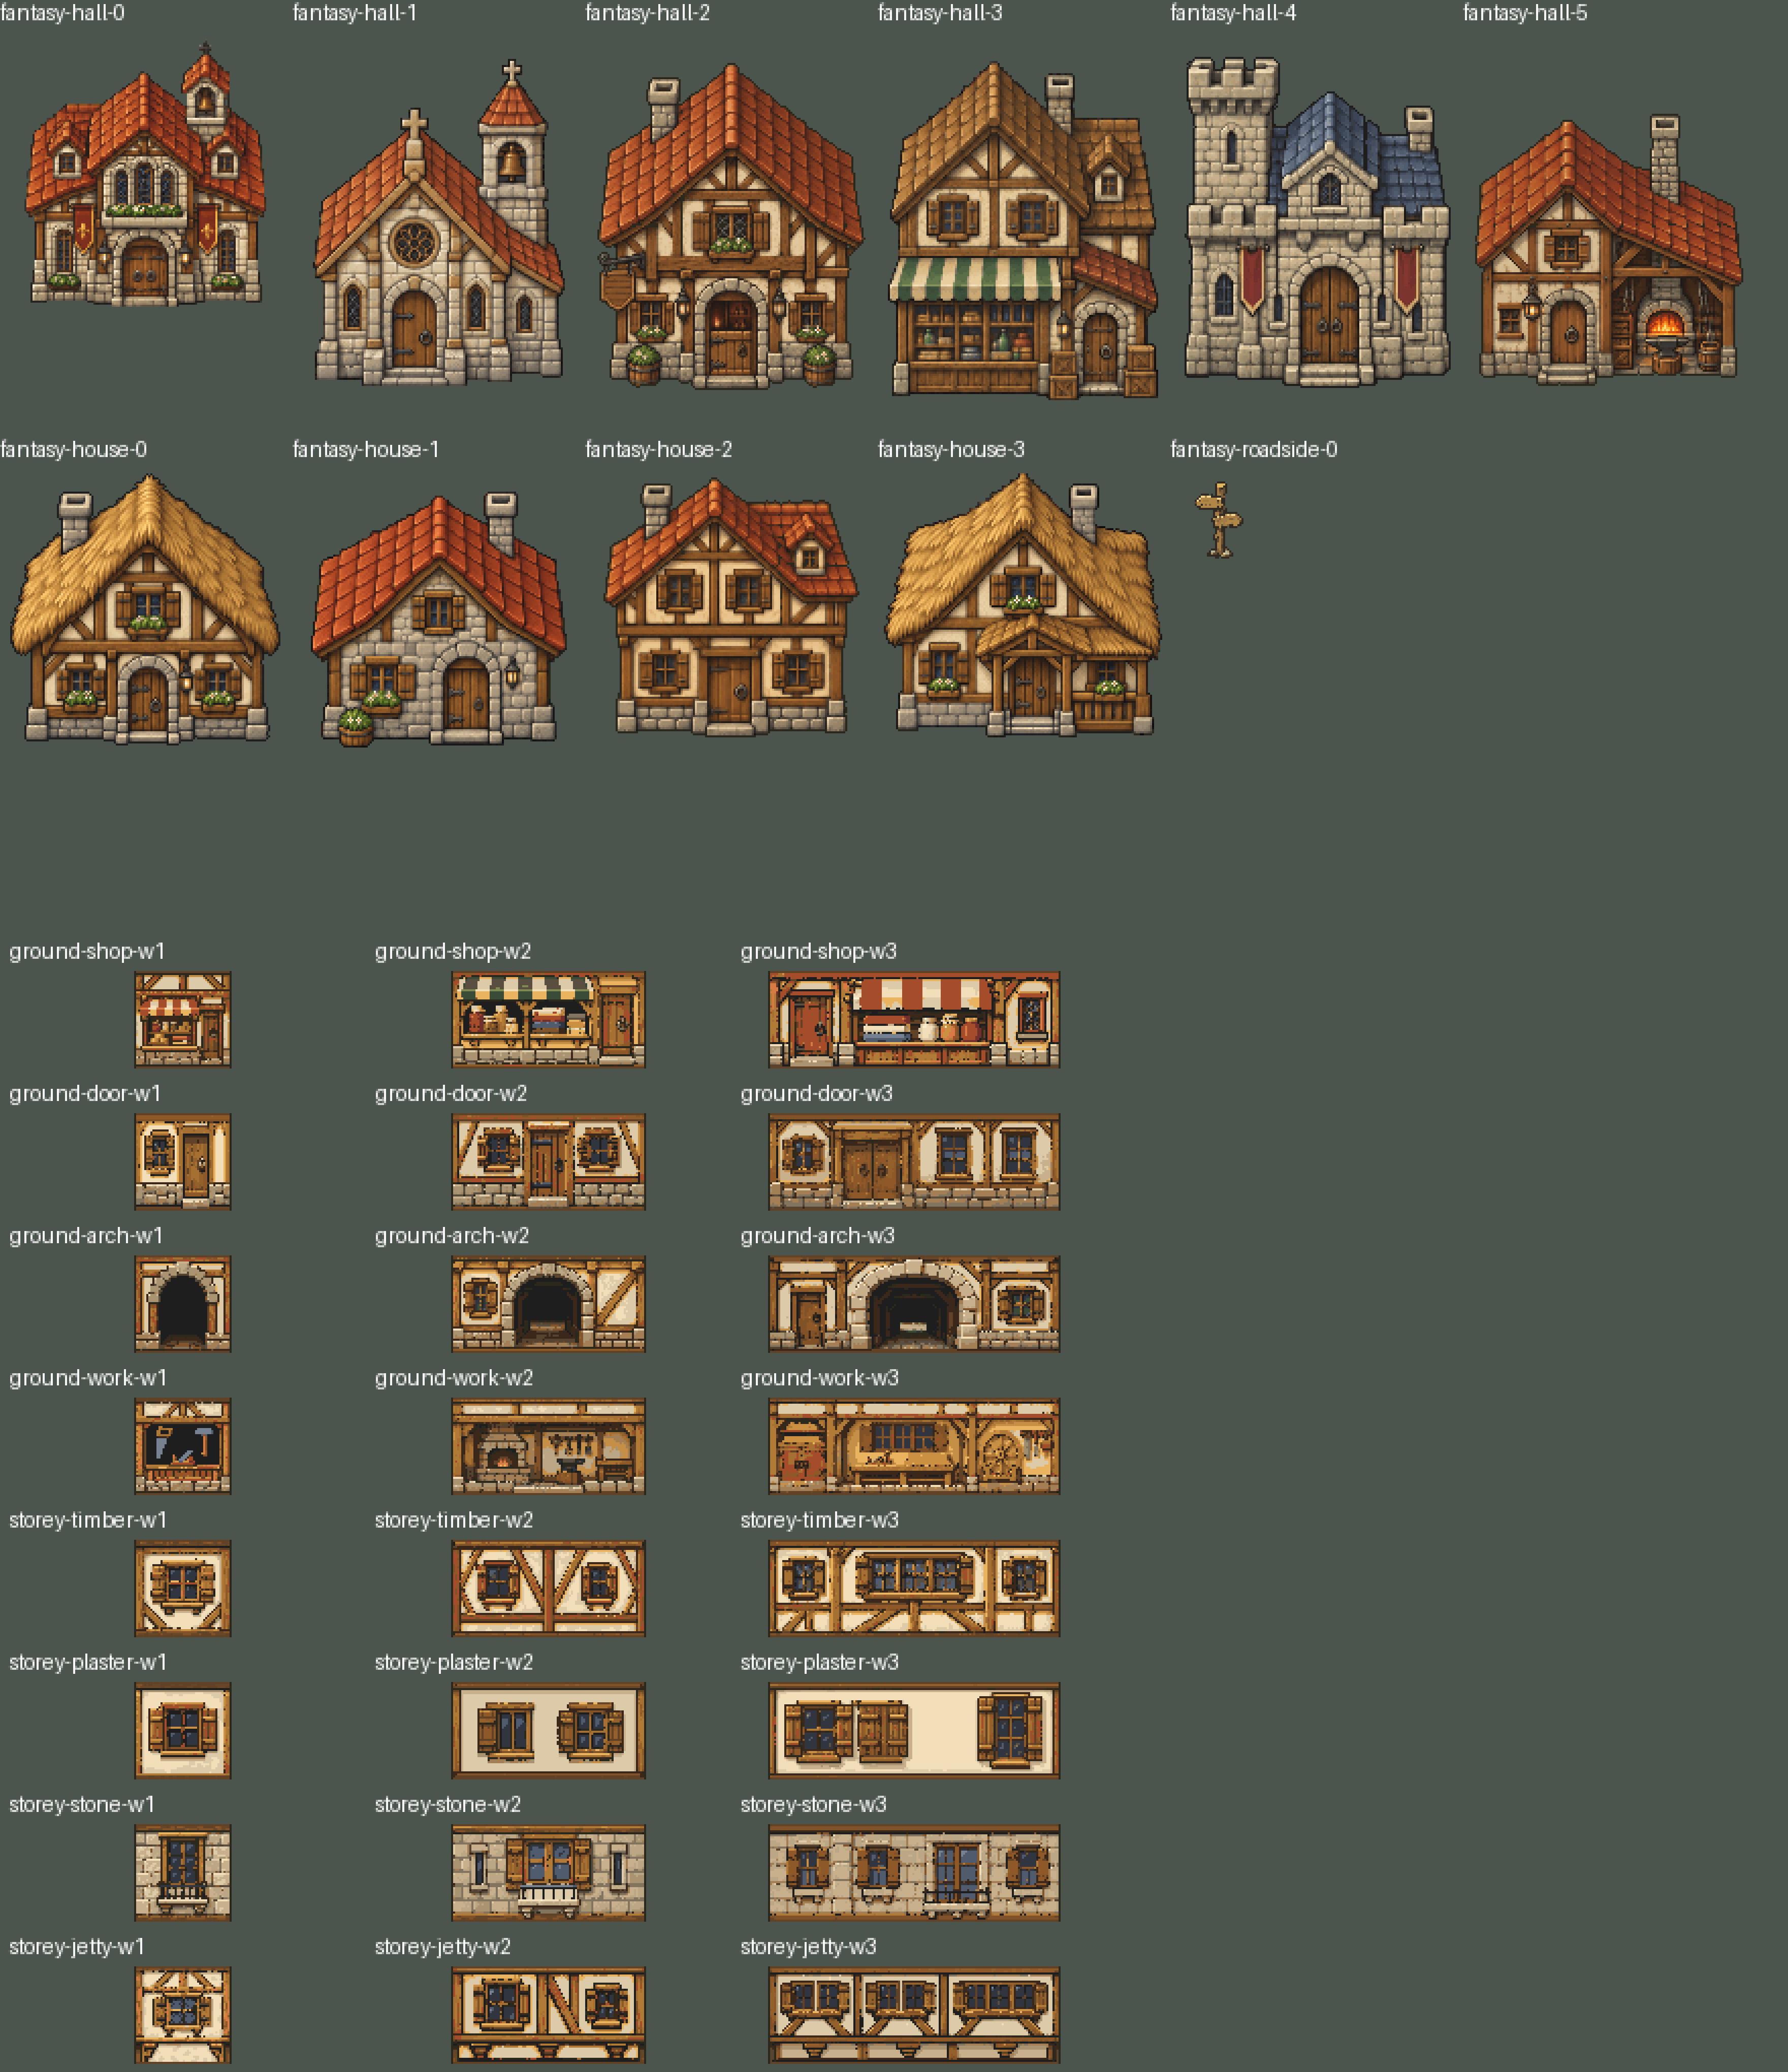 fantasy-hall-0
fantasy-hall-1
fantasy-hall-2
fantasy-hall-3
fantasy-hall-4
fantasy-hall-5
fantasy-house-0
fantasy-house-1
fantasy-house-2
fantasy-house-3
fantasy-roadside-0
ground-shop-w1
ground-shop-w2
ground-shop-w3
ground-door-w1
ground-door-w2
ground-door-w3
ground-arch-w1
ground-arch-w2
ground-arch-w3
ground-work-w1
ground-work-w2
ground-work-w3
storey-timber-w1
storey-timber-w2
storey-timber-w3
storey-plaster-w1
storey-plaster-w2
storey-plaster-w3
storey-stone-w1
storey-stone-w2
storey-stone-w3
storey-jetty-w1
storey-jetty-w2
storey-jetty-w3